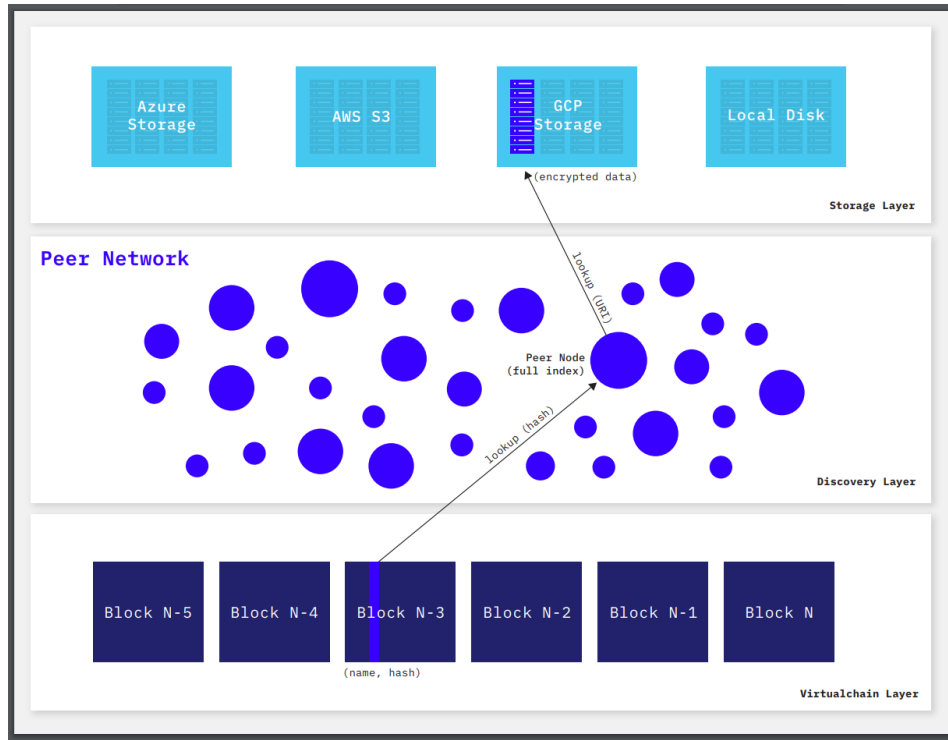 Azure
Storage
AWS S3
GCP
Storage
Local Disk
(encrypted data)
Storage Layer
Peer Network
lookup (URI)
Peer Node
(full index)
lookup (hash)
Discovery Layer
Block N-5
Block N-4
Block N-3
Block N-2
Block N-1
Block N
(name, hash)
Virtualchain Layer